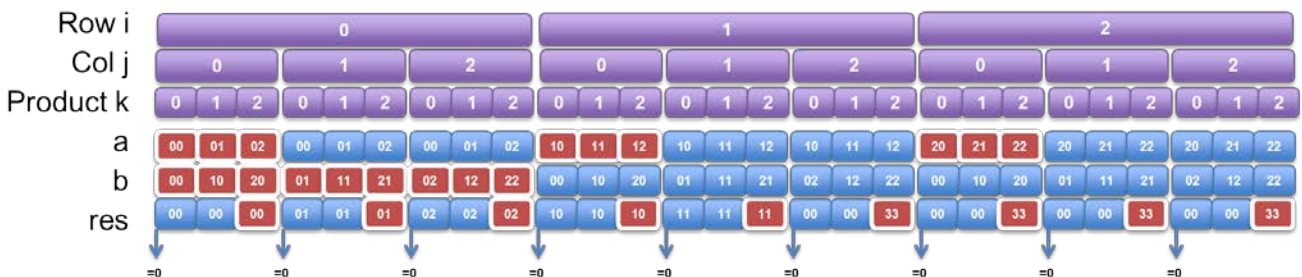 Row i 0 1 2
Col j 0 1 2 0 1 2 0 1 2
Product k 0 1 2 0 1 2 0 1 2 0 1 2 0 1 2 0 1 2 0 1 2 0 1 2 0 1 2
a 00 01 02 00 01 02 00 01 02 10 11 12 10 11 12 10 11 12 20 21 22 20 21 22 20 21 22
b 00 10 20 01 11 21 02 12 22 00 10 20 01 11 21 02 12 22 00 10 20 01 11 21 02 12 22
res 00 00 00 01 01 01 02 02 02 10 10 10 11 11 11 00 00 33 00 00 33 00 00 33 00 00 33
=0 =0 =0 =0 =0 =0 =0 =0 =0